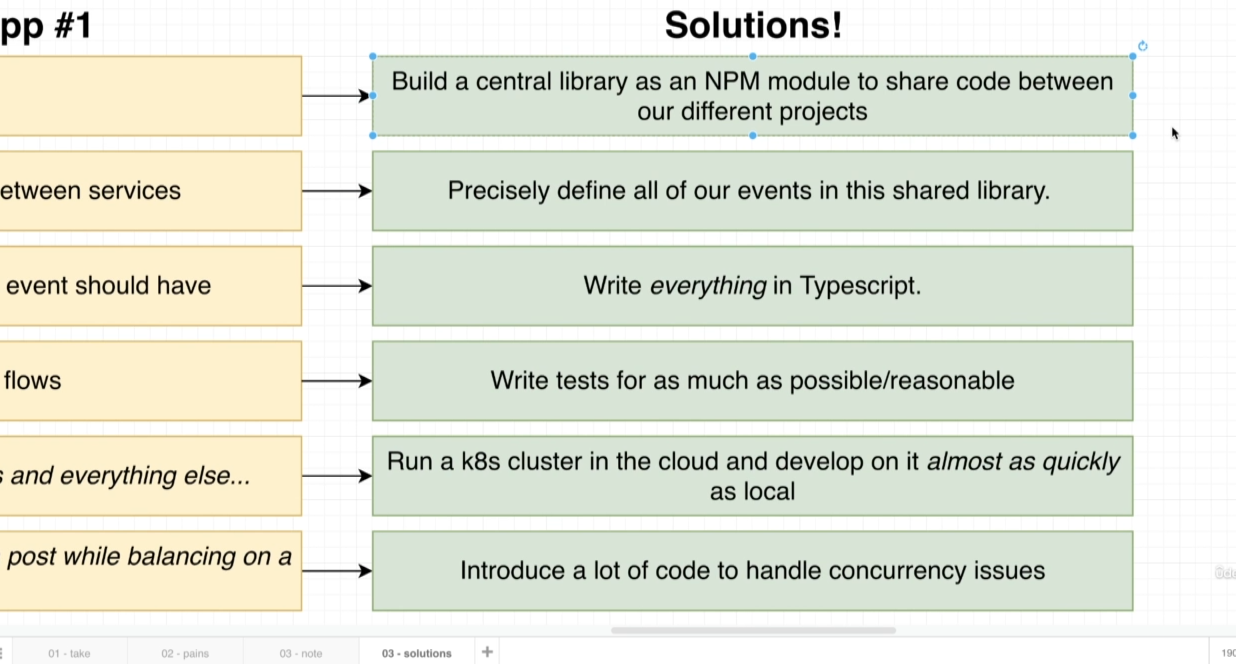 pp #1
Solutions!
Build a central library as an NPM module to share code between
our different projects
etween services
Precisely define all of our events in this shared library.
event should have
Write everything in Typescript.
flows
Write tests for as much as possible/reasonable
s and everything else...
Run a k8s cluster in the cloud and develop on it almost as quickly
as local
post while balancing on a
Introduce a lot of code to handle concurrency issues
01 - take
02 - pains
03 - note
03 - solutions
190